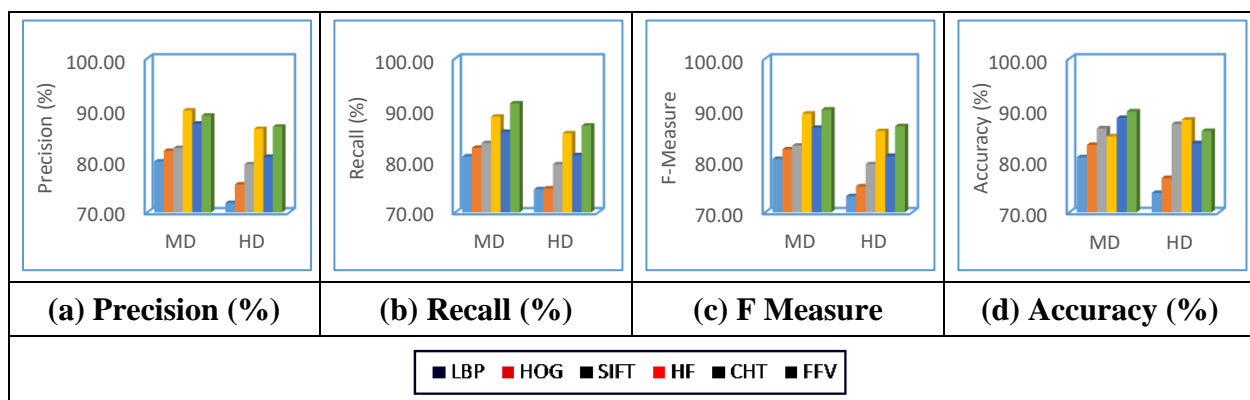 100.00
90.00
80.00
70.00
Precision (%)
MD HD
100.00
90.00
80.00
70.00
Recall (%)
MD HD
100.00
90.00
80.00
70.00
F-Measure
MD HD
100.00
90.00
80.00
70.00
Accuracy (%)
MD HD
(a) Precision (%)
(b) Recall (%)
(c) F Measure
(d) Accuracy (%)
LBP HOG SIFT HF CHT FFV